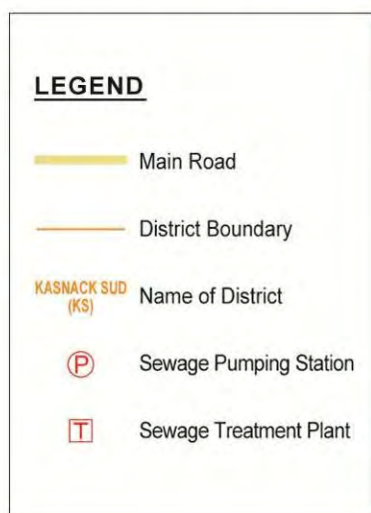 LEGEND
Main Road
District Boundary
KASNACK SUD
(KS)
Name of District
P
Sewage Pumping Station
T
Sewage Treatment Plant